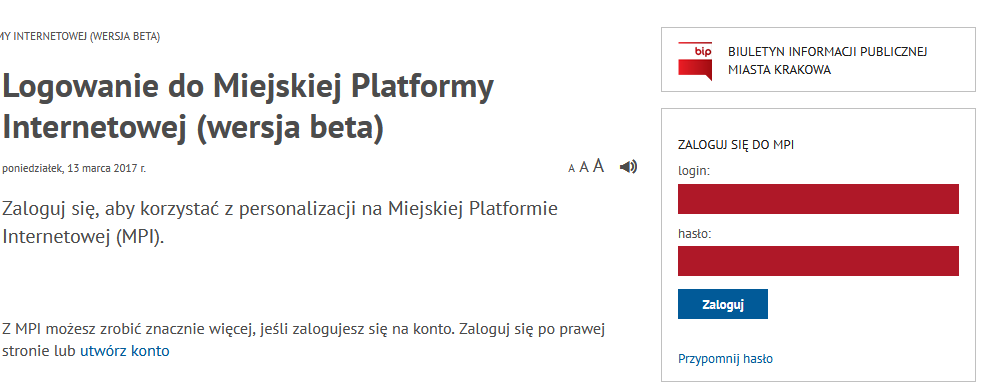 INTERNETOWEJ (WERSJA BETA)
Logowanie do Miejskiej Platformy
Internetowej (wersja beta)
poniedziałek, 13 marca 2017 r.
A A A
Zaloguj się, aby korzystać z personalizacji na Miejskiej Platformie
Internetowej (MPI).
Z MPI możesz zrobić znacznie więcej, jeśli zalogujesz się na konto. Zaloguj się po prawej
stronie lub utwórz konto
bip
BIULETYN INFORMACJI PUBLICZNEJ
MIASTA KRAKOWA
ZALOGUJ SIĘ DO MPI
login:
hasło:
Zaloguj
Przypomnij hasło